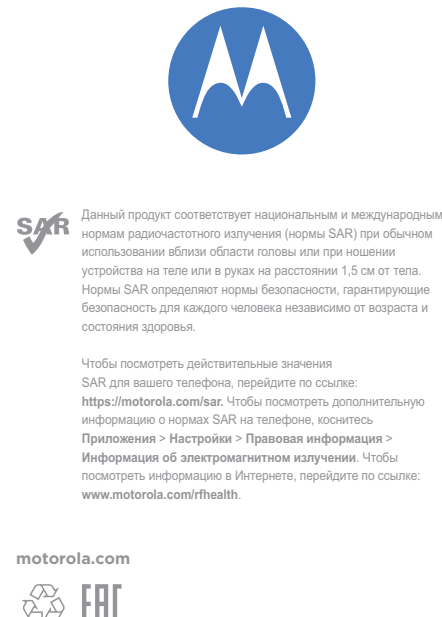 SAR
Данный продукт соответствует национальным и международным
нормам радиочастотного излучения (нормы SAR) при обычном
использовании вблизи области головы или при ношении
устройства на теле или в руках на расстоянии 1,5 см от тела.
Нормы SAR определяют нормы безопасности, гарантирующие
безопасность для каждого человека независимо от возраста и
состояния здоровья.
Чтобы посмотреть действительные значения
SAR для вашего телефона, перейдите по ссылке:
https://motorola.com/sar. Чтобы посмотреть дополнительную
информацию о нормах SAR на телефоне, коснитесь
Приложения > Настройки > Правовая информация >
Информация об электромагнитном излучении. Чтобы
посмотреть информацию в Интернете, перейдите по ссылке:
www.motorola.com/rfhealth.
motorola.com
EAC